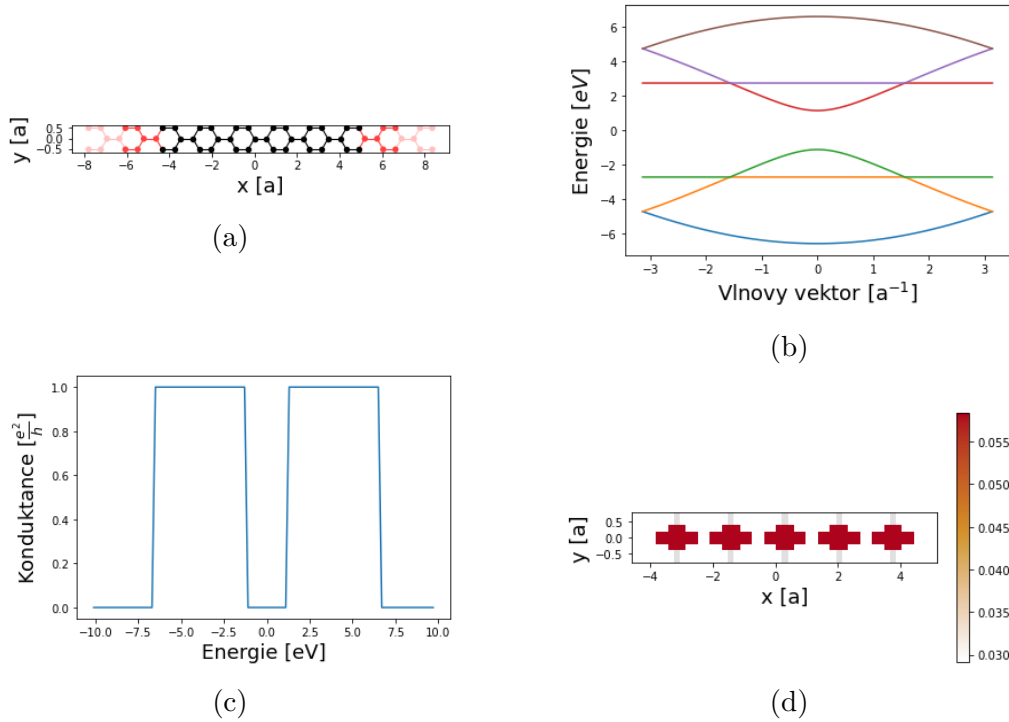 y [a]
0.5
0.0
−0.5
−8 −6 −4 −2 0 2 4 6 8
x [a]
(a)
Energie [eV]
6
4
2
0
−2
−4
−6
−3 −2 −1 0 1 2 3
Vlnovy vektor [a⁻¹]
(b)
Konduktance [e²/h]
1.0
0.8
0.6
0.4
0.2
0.0
−10.0 −7.5 −5.0 −2.5 0.0 2.5 5.0 7.5 10.0
Energie [eV]
(c)
y [a]
0.5
0.0
−0.5
−4 −2 0 2 4
x [a]
0.055
0.050
0.045
0.040
0.035
0.030
(d)